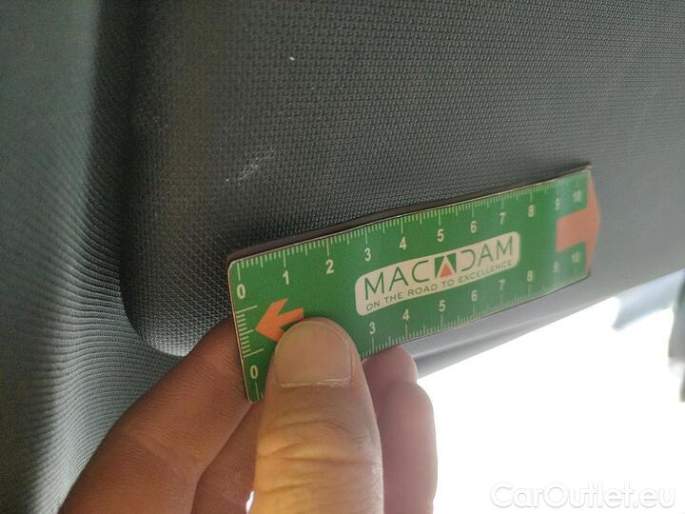 0 1 2 3 4 5 6 7 8 9 10
MACADAM
ON THE ROAD TO EXCELLENCE
0 3 4 5 6 7 8 9 10
CarOutlet.eu